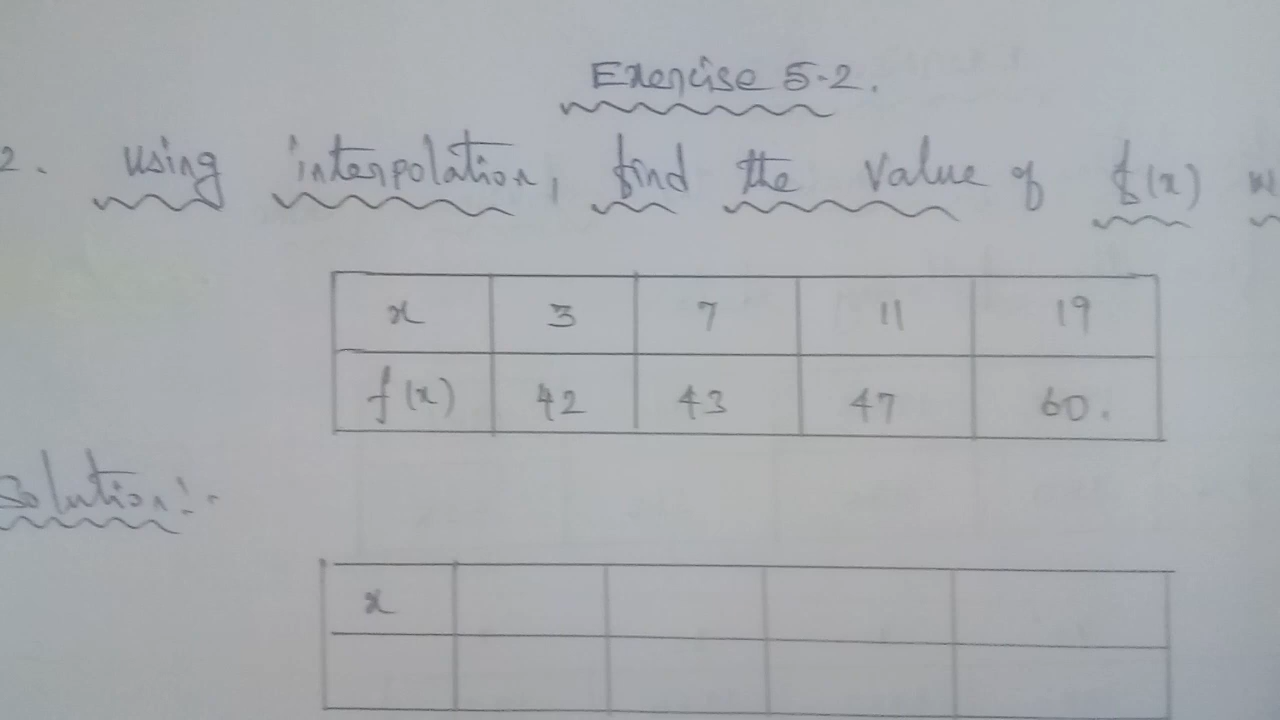 Exercise 5.2.
2. Using interpolation, find the value of f(x)
x 3 7 11 19
f(x) 42 43 47 60.
Solution:-
x